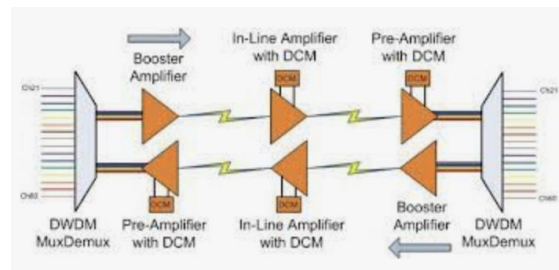 In-Line Amplifier
with DCM
Pre-Amplifier
with DCM
Booster
Amplifier
DCM
DCM
Ch21
Ch21
Ch60
DCM
DCM
DWDM
MuxDemux
Pre-Amplifier
with DCM
In-Line Amplifier
with DCM
Booster
Amplifier
DWDM
MuxDemux